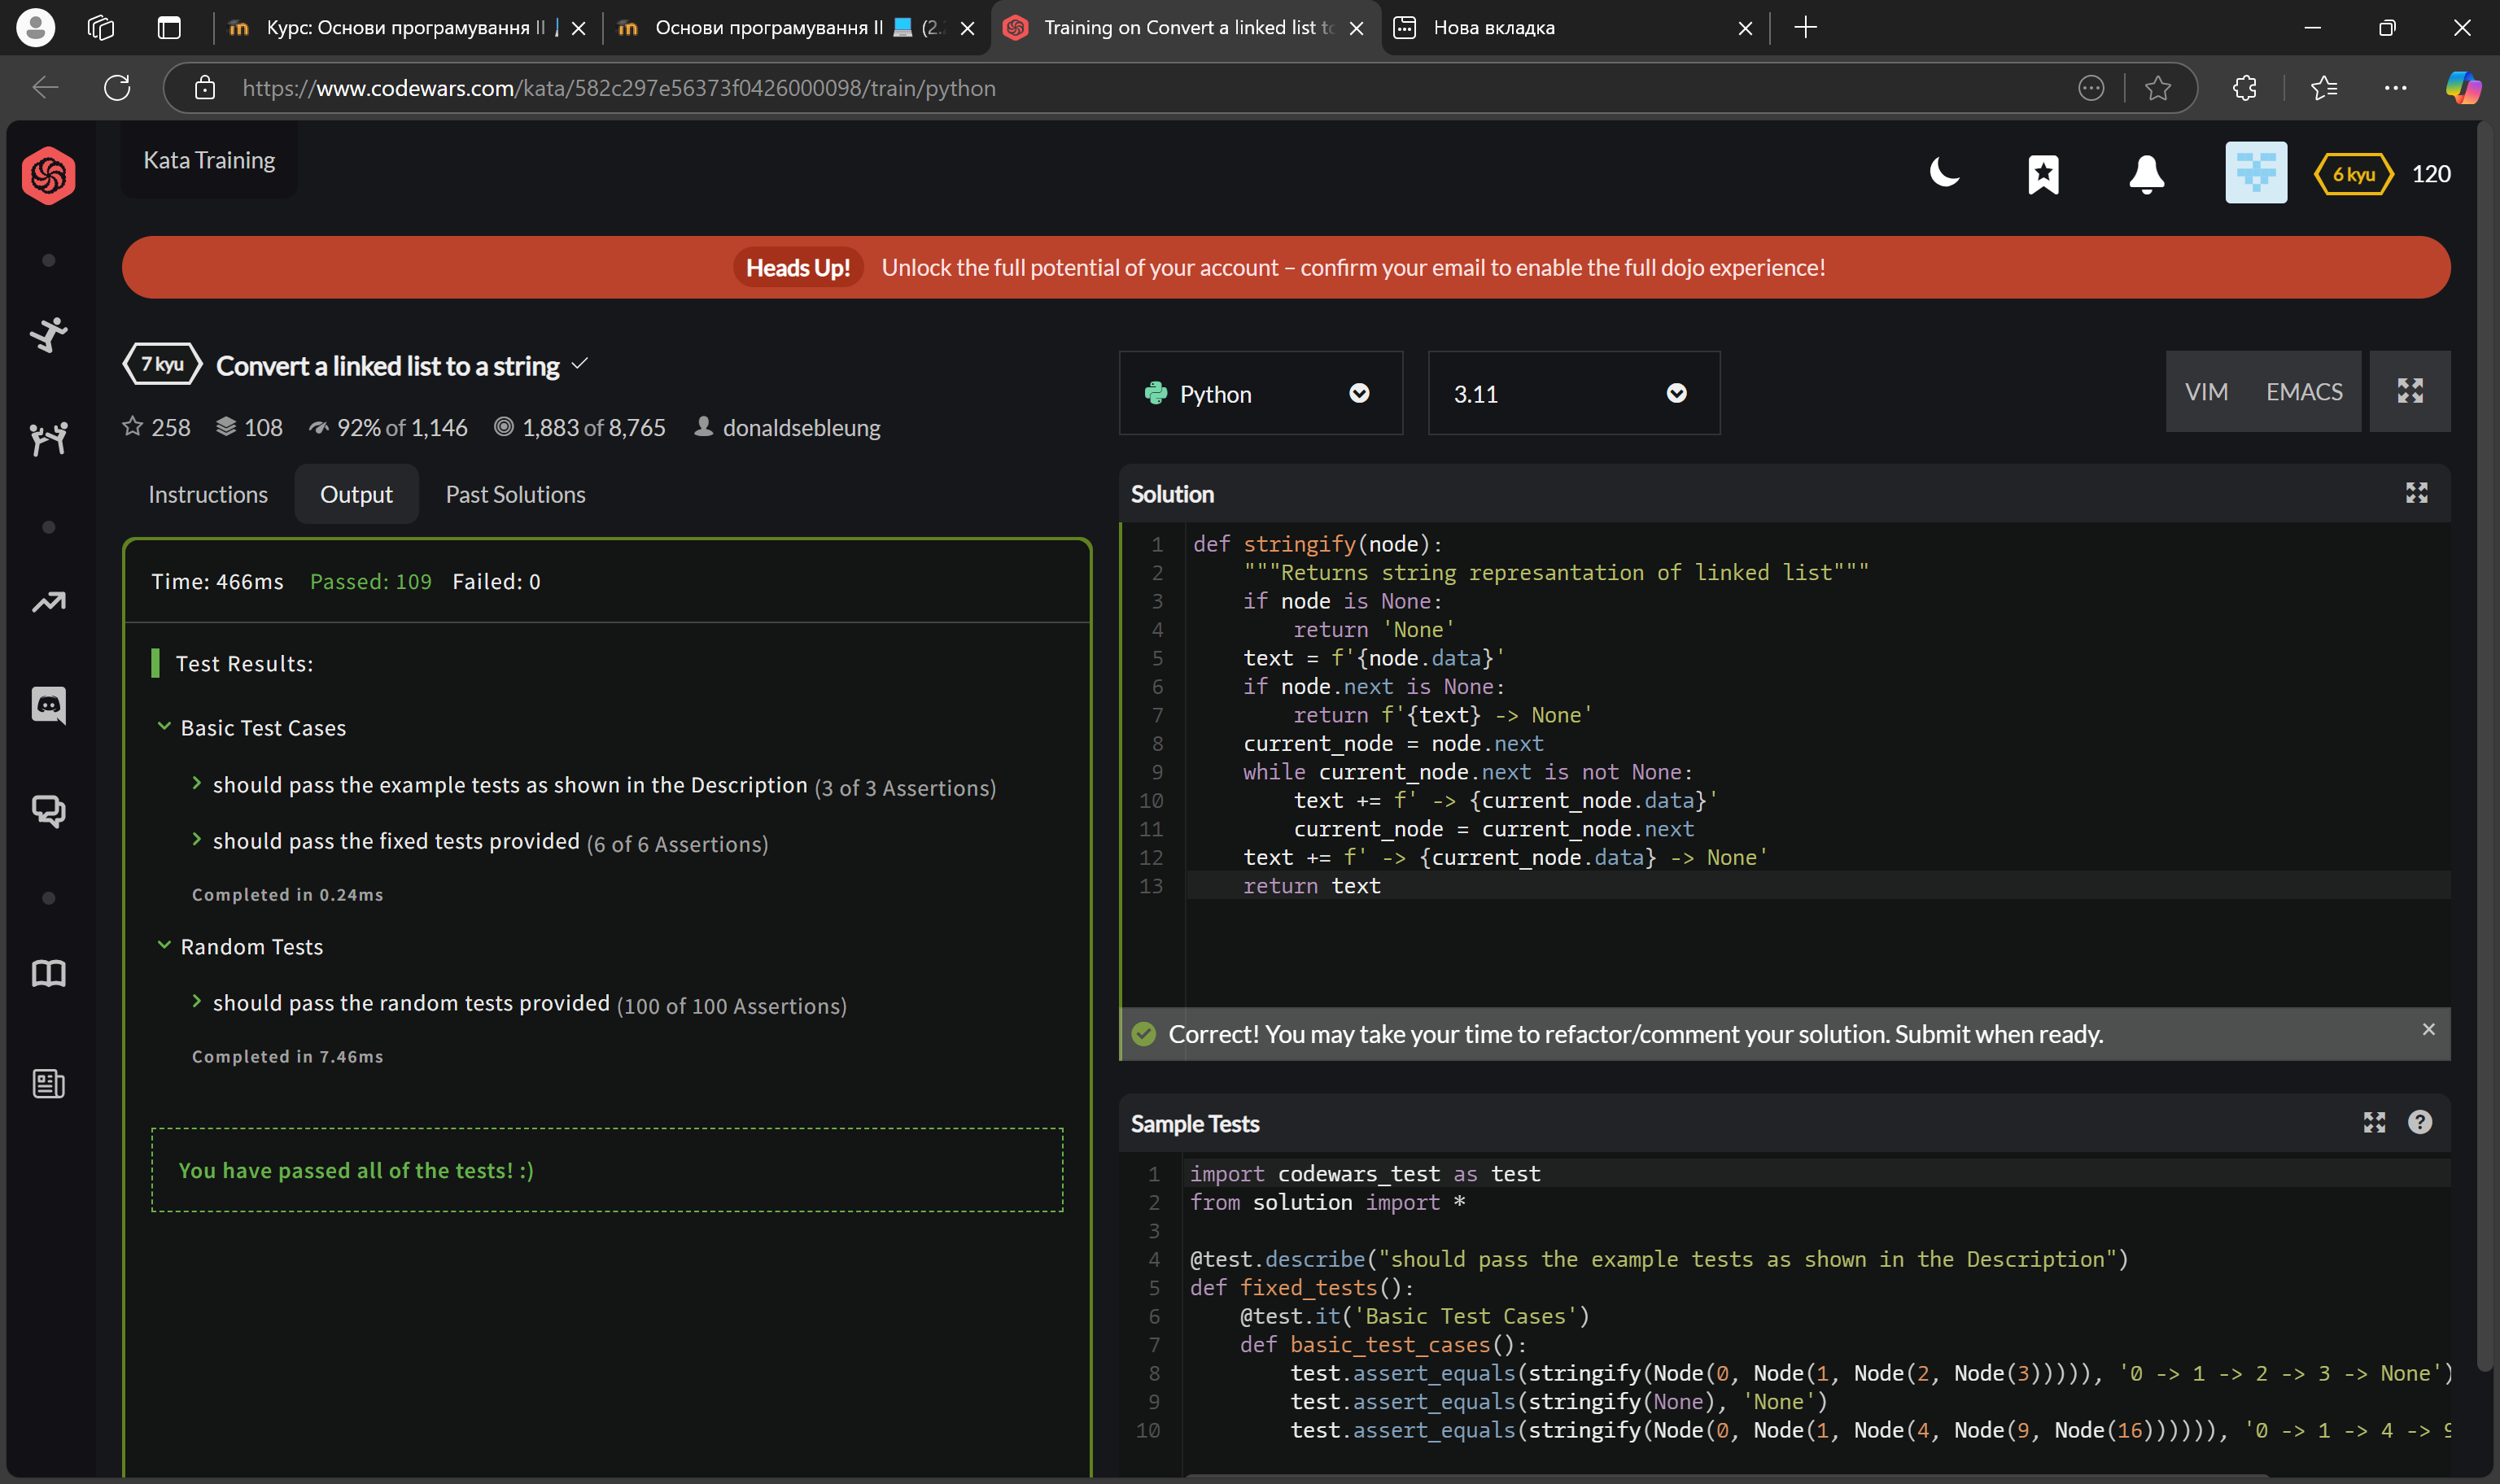 Курс: Основи програмування II
Основи програмування II 💻 (2.
Training on Convert a linked list to
Нова вкладка
https://www.codewars.com/kata/582c297e56373f0426000098/train/python
Kata Training
6 kyu
120
Heads Up! Unlock the full potential of your account – confirm your email to enable the full dojo experience!
7 kyu Convert a linked list to a string
258 108 92% of 1,146 1,883 of 8,765 donaldsebleung
Python
3.11
VIM EMACS
Instructions Output Past Solutions
Time: 466ms Passed: 109 Failed: 0
Test Results:
Basic Test Cases
should pass the example tests as shown in the Description (3 of 3 Assertions)
should pass the fixed tests provided (6 of 6 Assertions)
Completed in 0.24ms
Random Tests
should pass the random tests provided (100 of 100 Assertions)
Completed in 7.46ms
You have passed all of the tests! :)
Solution
1 def stringify(node):
2     """Returns string represantation of linked list"""
3     if node is None:
4         return 'None'
5     text = f'{node.data}'
6     if node.next is None:
7         return f'{text} -> None'
8     current_node = node.next
9     while current_node.next is not None:
10         text += f' -> {current_node.data}'
11         current_node = current_node.next
12     text += f' -> {current_node.data} -> None'
13     return text
Correct! You may take your time to refactor/comment your solution. Submit when ready.
Sample Tests
1 import codewars_test as test
2 from solution import *
3
4 @test.describe("should pass the example tests as shown in the Description")
5 def fixed_tests():
6     @test.it('Basic Test Cases')
7     def basic_test_cases():
8         test.assert_equals(stringify(Node(0, Node(1, Node(2, Node(3))))), '0 -> 1 -> 2 -> 3 -> None')
9         test.assert_equals(stringify(None), 'None')
10         test.assert_equals(stringify(Node(0, Node(1, Node(4, Node(9, Node(16)))))), '0 -> 1 -> 4 -> 9